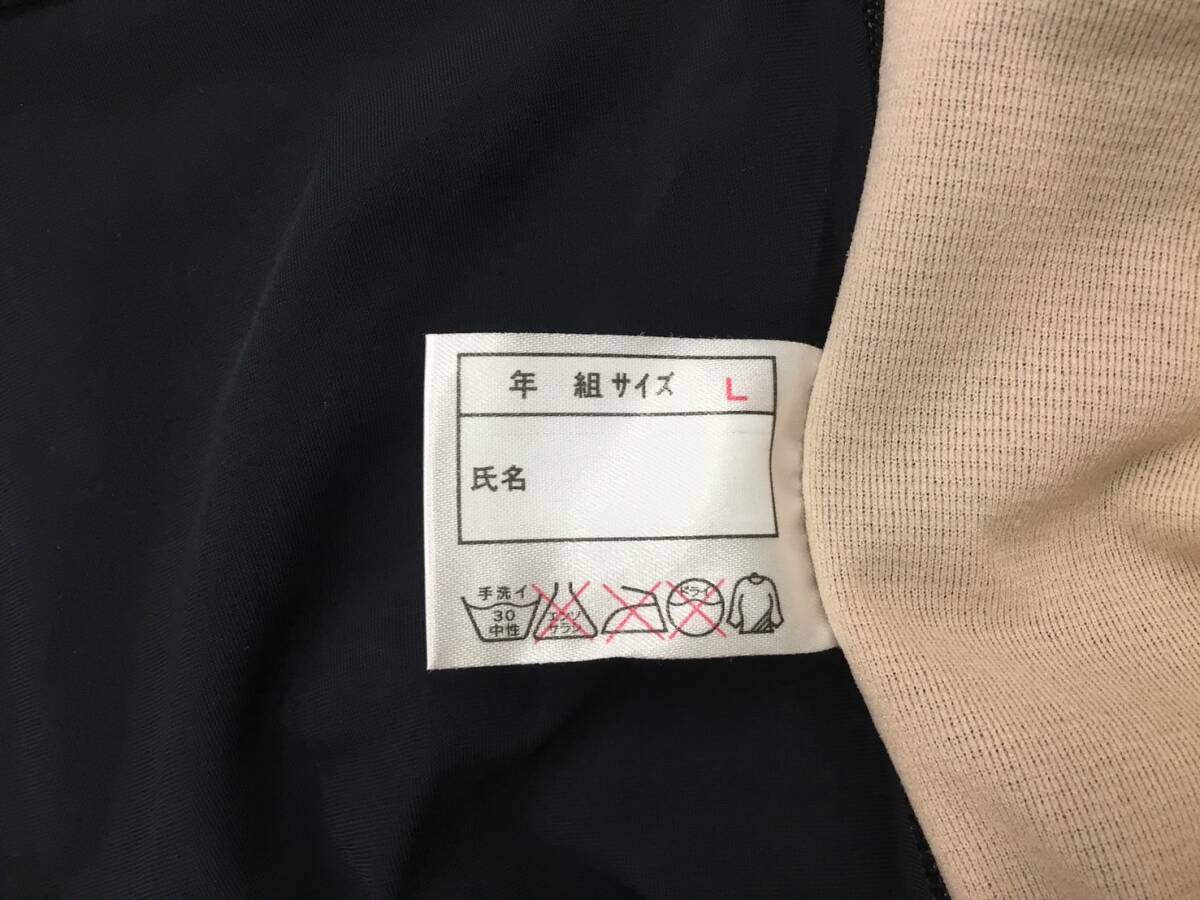 年 組 サイズ L
氏名
手洗イ
30
中性
エンソ
サラシ
ドライ